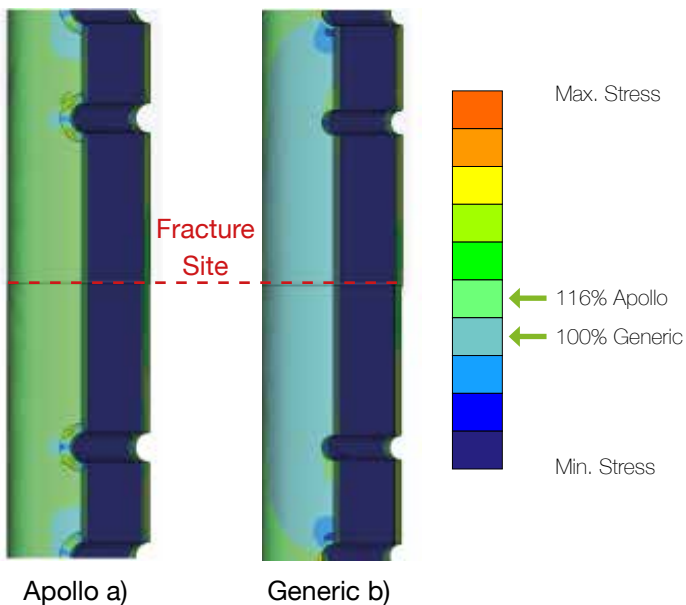 Max. Stress
Fracture
Site
116% Apollo
100% Generic
Min. Stress
Apollo a)
Generic b)